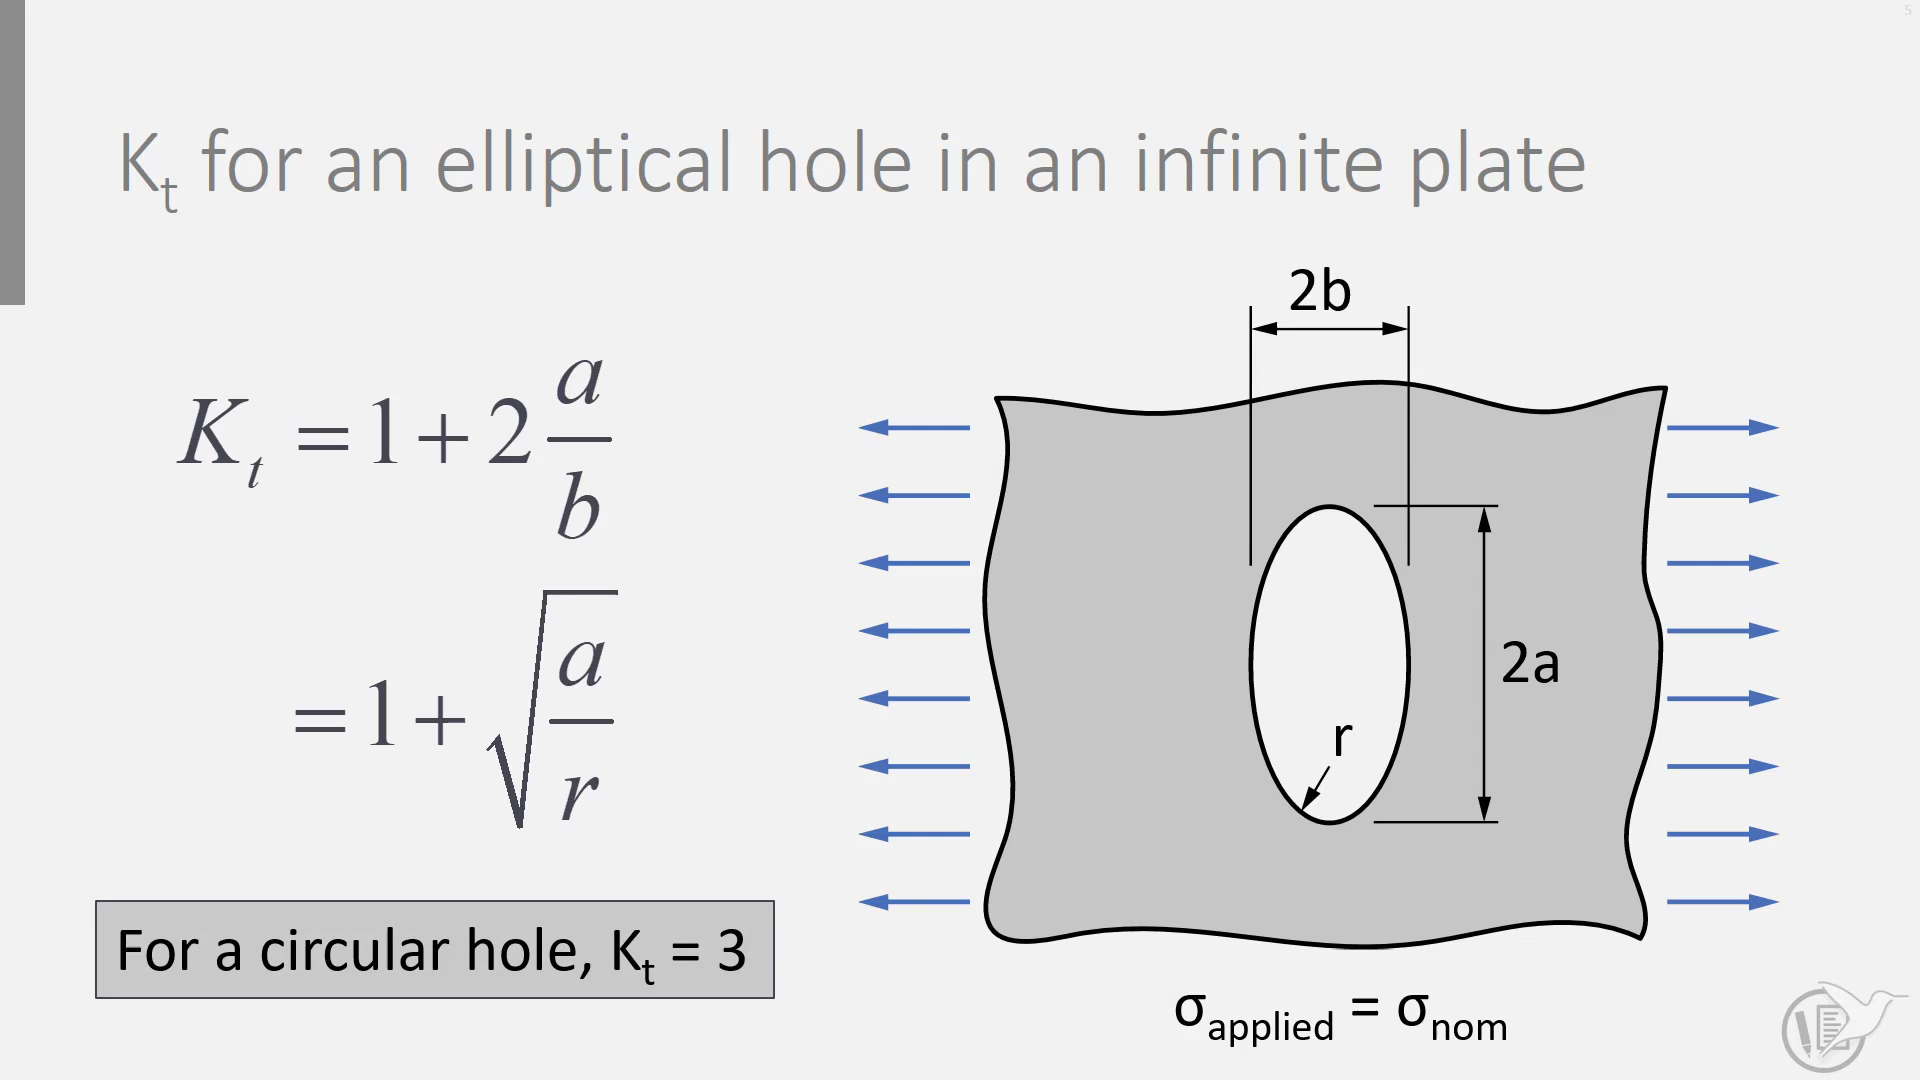 5
K_t for an elliptical hole in an infinite plate
K_t = 1 + 2 a/b
= 1 + √(a/r)
For a circular hole, K_t = 3
2b
2a
r
σ_applied = σ_nom